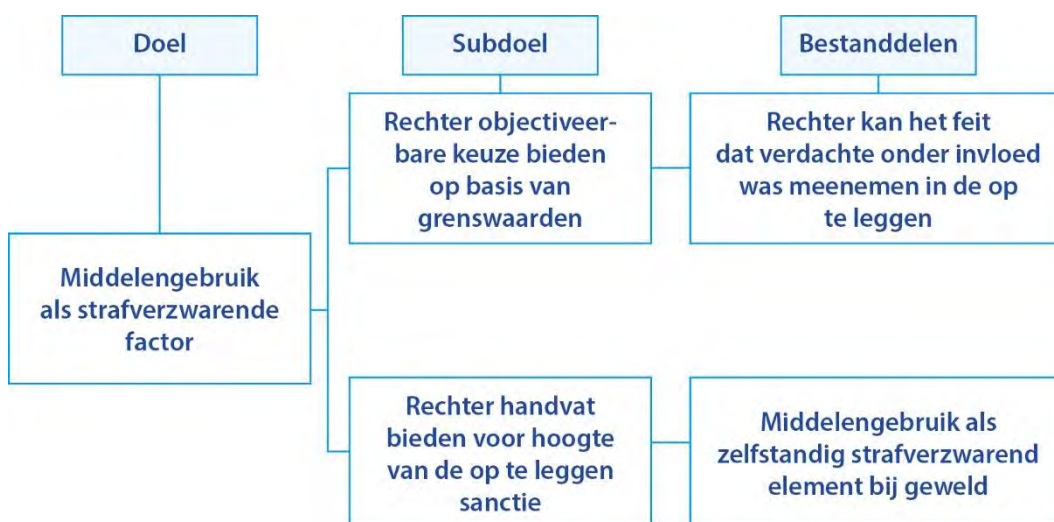 Doel
Subdoel
Bestanddelen
Rechter objectiveer-
bare keuze bieden
op basis van
grenswaarden
Rechter kan het feit
dat verdachte onder invloed
was meenemen in de op
te leggen
Middelengebruik
als strafverzwarende
factor
Rechter handvat
bieden voor hoogte
van de op te leggen
sanctie
Middelengebruik als
zelfstandig strafverzwarend
element bij geweld